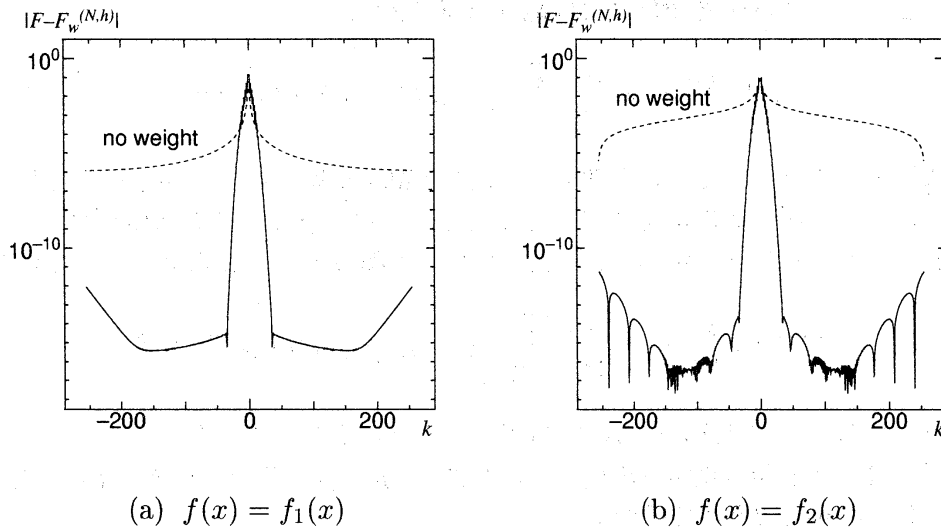 |F−F_w^(N,h)|
10^0
no weight
10^−10
−200 0 200
k
(a) f(x) = f_1(x)
|F−F_w^(N,h)|
10^0
no weight
10^−10
−200 0 200
k
(b) f(x) = f_2(x)